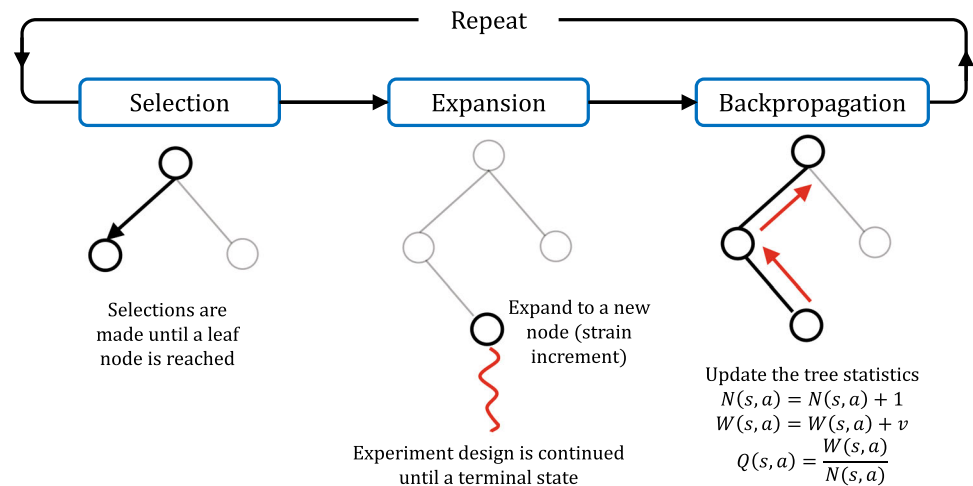 Repeat
Selection
Expansion
Backpropagation
Selections are
made until a leaf
node is reached
Expand to a new
node (strain
increment)
Experiment design is continued
until a terminal state
Update the tree statistics
N(s, a) = N(s, a) + 1
W(s, a) = W(s, a) + v
Q(s, a) = W(s, a) / N(s, a)